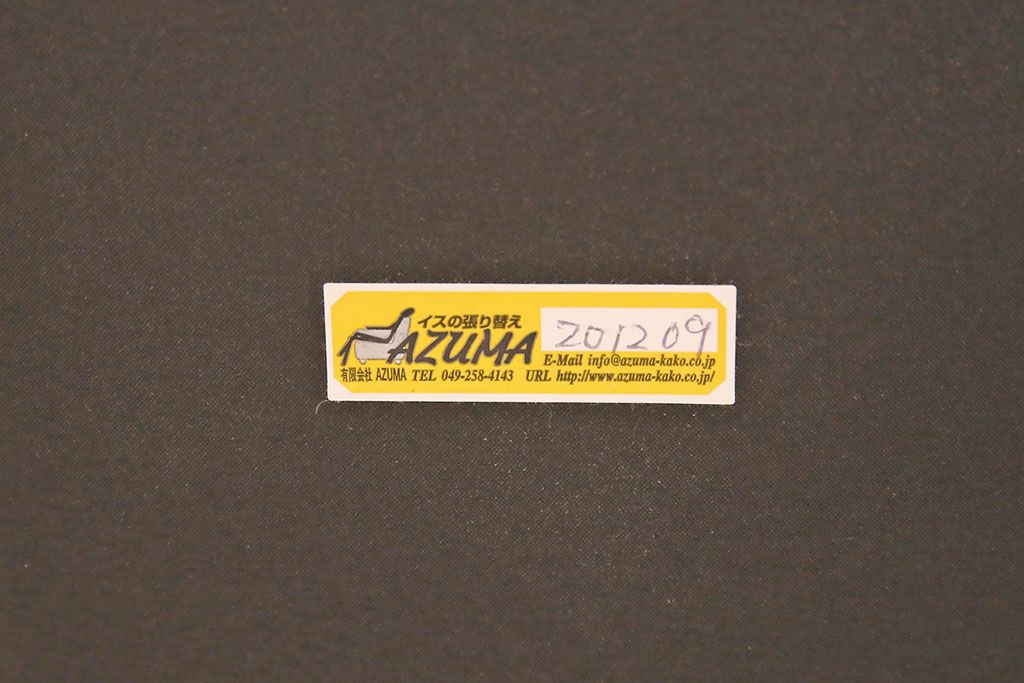 イスの張り替え
AZUMA
201209
E-Mail info@azuma-kako.co.jp
有限会社 AZUMA TEL 049-258-4143 URL http://www.azuma-kako.co.jp/